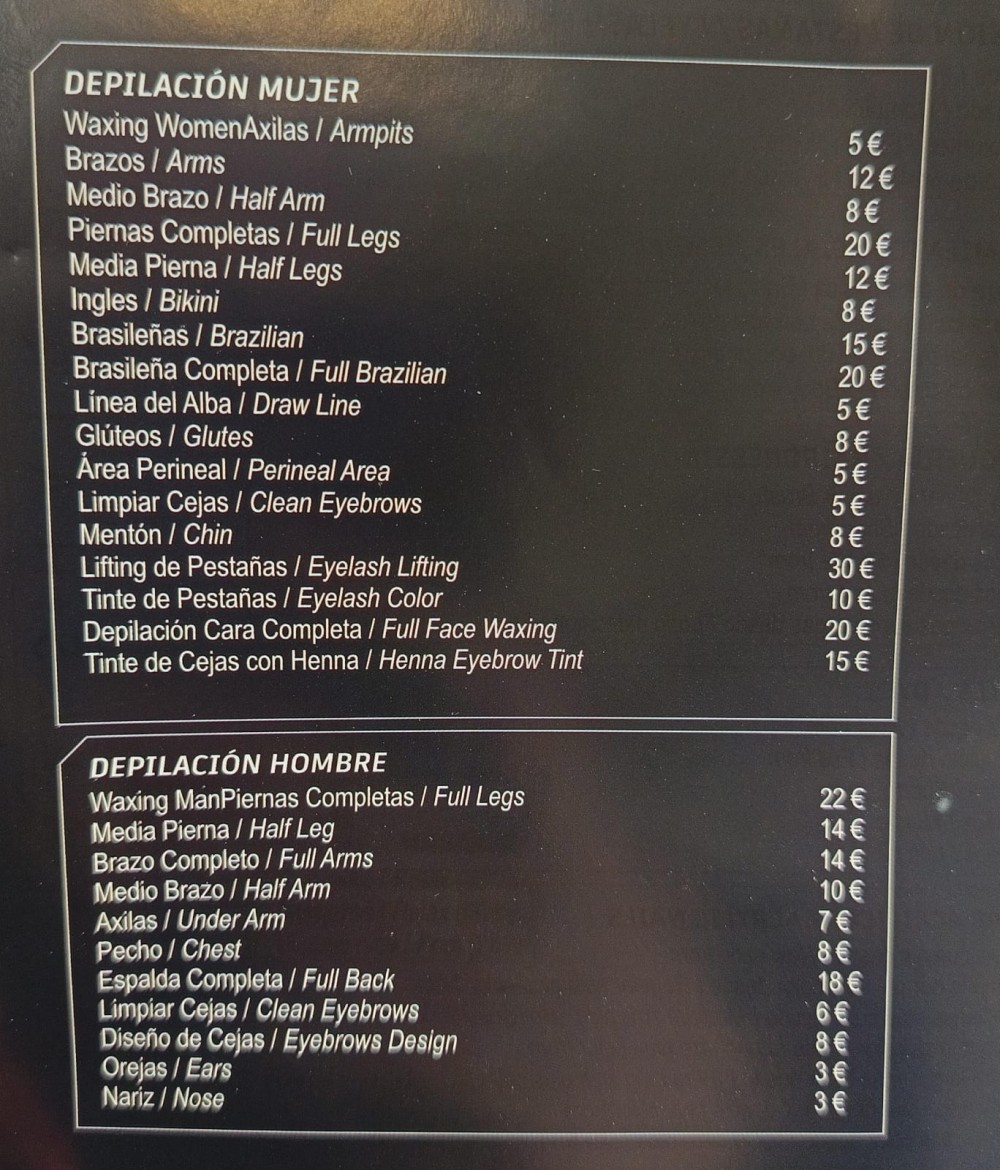 DEPILACIÓN MUJER
Waxing WomenAxilas / Armpits 5 €
Brazos / Arms 12 €
Medio Brazo / Half Arm 8 €
Piernas Completas / Full Legs 20 €
Media Pierna / Half Legs 12 €
Ingles / Bikini 8 €
Brasileñas / Brazilian 15 €
Brasileña Completa / Full Brazilian 20 €
Línea del Alba / Draw Line 5 €
Glúteos / Glutes 8 €
Área Perineal / Perineal Area 5 €
Limpiar Cejas / Clean Eyebrows 5 €
Mentón / Chin 8 €
Lifting de Pestañas / Eyelash Lifting 30 €
Tinte de Pestañas / Eyelash Color 10 €
Depilación Cara Completa / Full Face Waxing 20 €
Tinte de Cejas con Henna / Henna Eyebrow Tint 15 €
DEPILACIÓN HOMBRE
Waxing ManPiernas Completas / Full Legs 22 €
Media Pierna / Half Leg 14 €
Brazo Completo / Full Arms 14 €
Medio Brazo / Half Arm 10 €
Axilas / Under Arm 7 €
Pecho / Chest 8 €
Espalda Completa / Full Back 18 €
Limpiar Cejas / Clean Eyebrows 6 €
Diseño de Cejas / Eyebrows Design 8 €
Orejas / Ears 3 €
Nariz / Nose 3 €